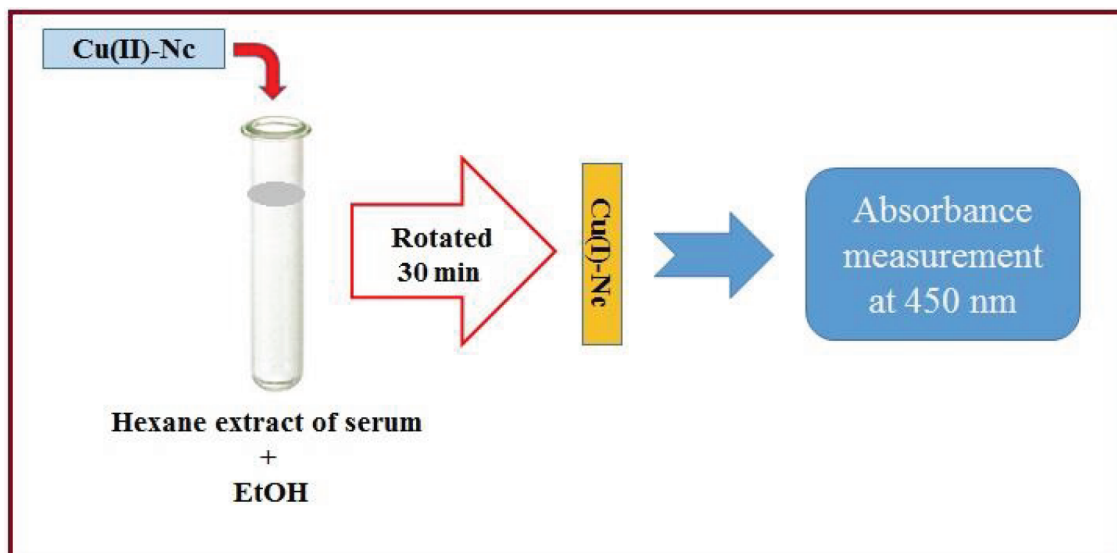 Cu(II)-Nc
Rotated
30 min
Cu(I)-Nc
Absorbance
measurement
at 450 nm
Hexane extract of serum
+
EtOH